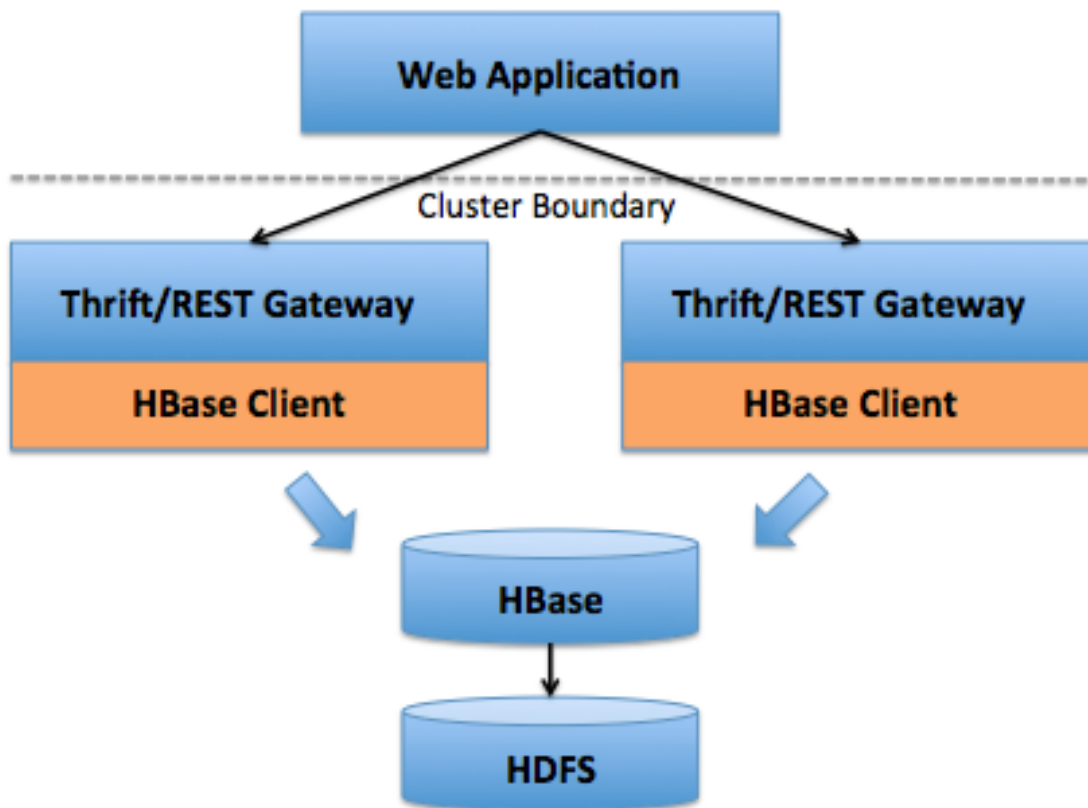 Web Application
Cluster Boundary
Thrift/REST Gateway
Thrift/REST Gateway
HBase Client
HBase Client
HBase
HDFS